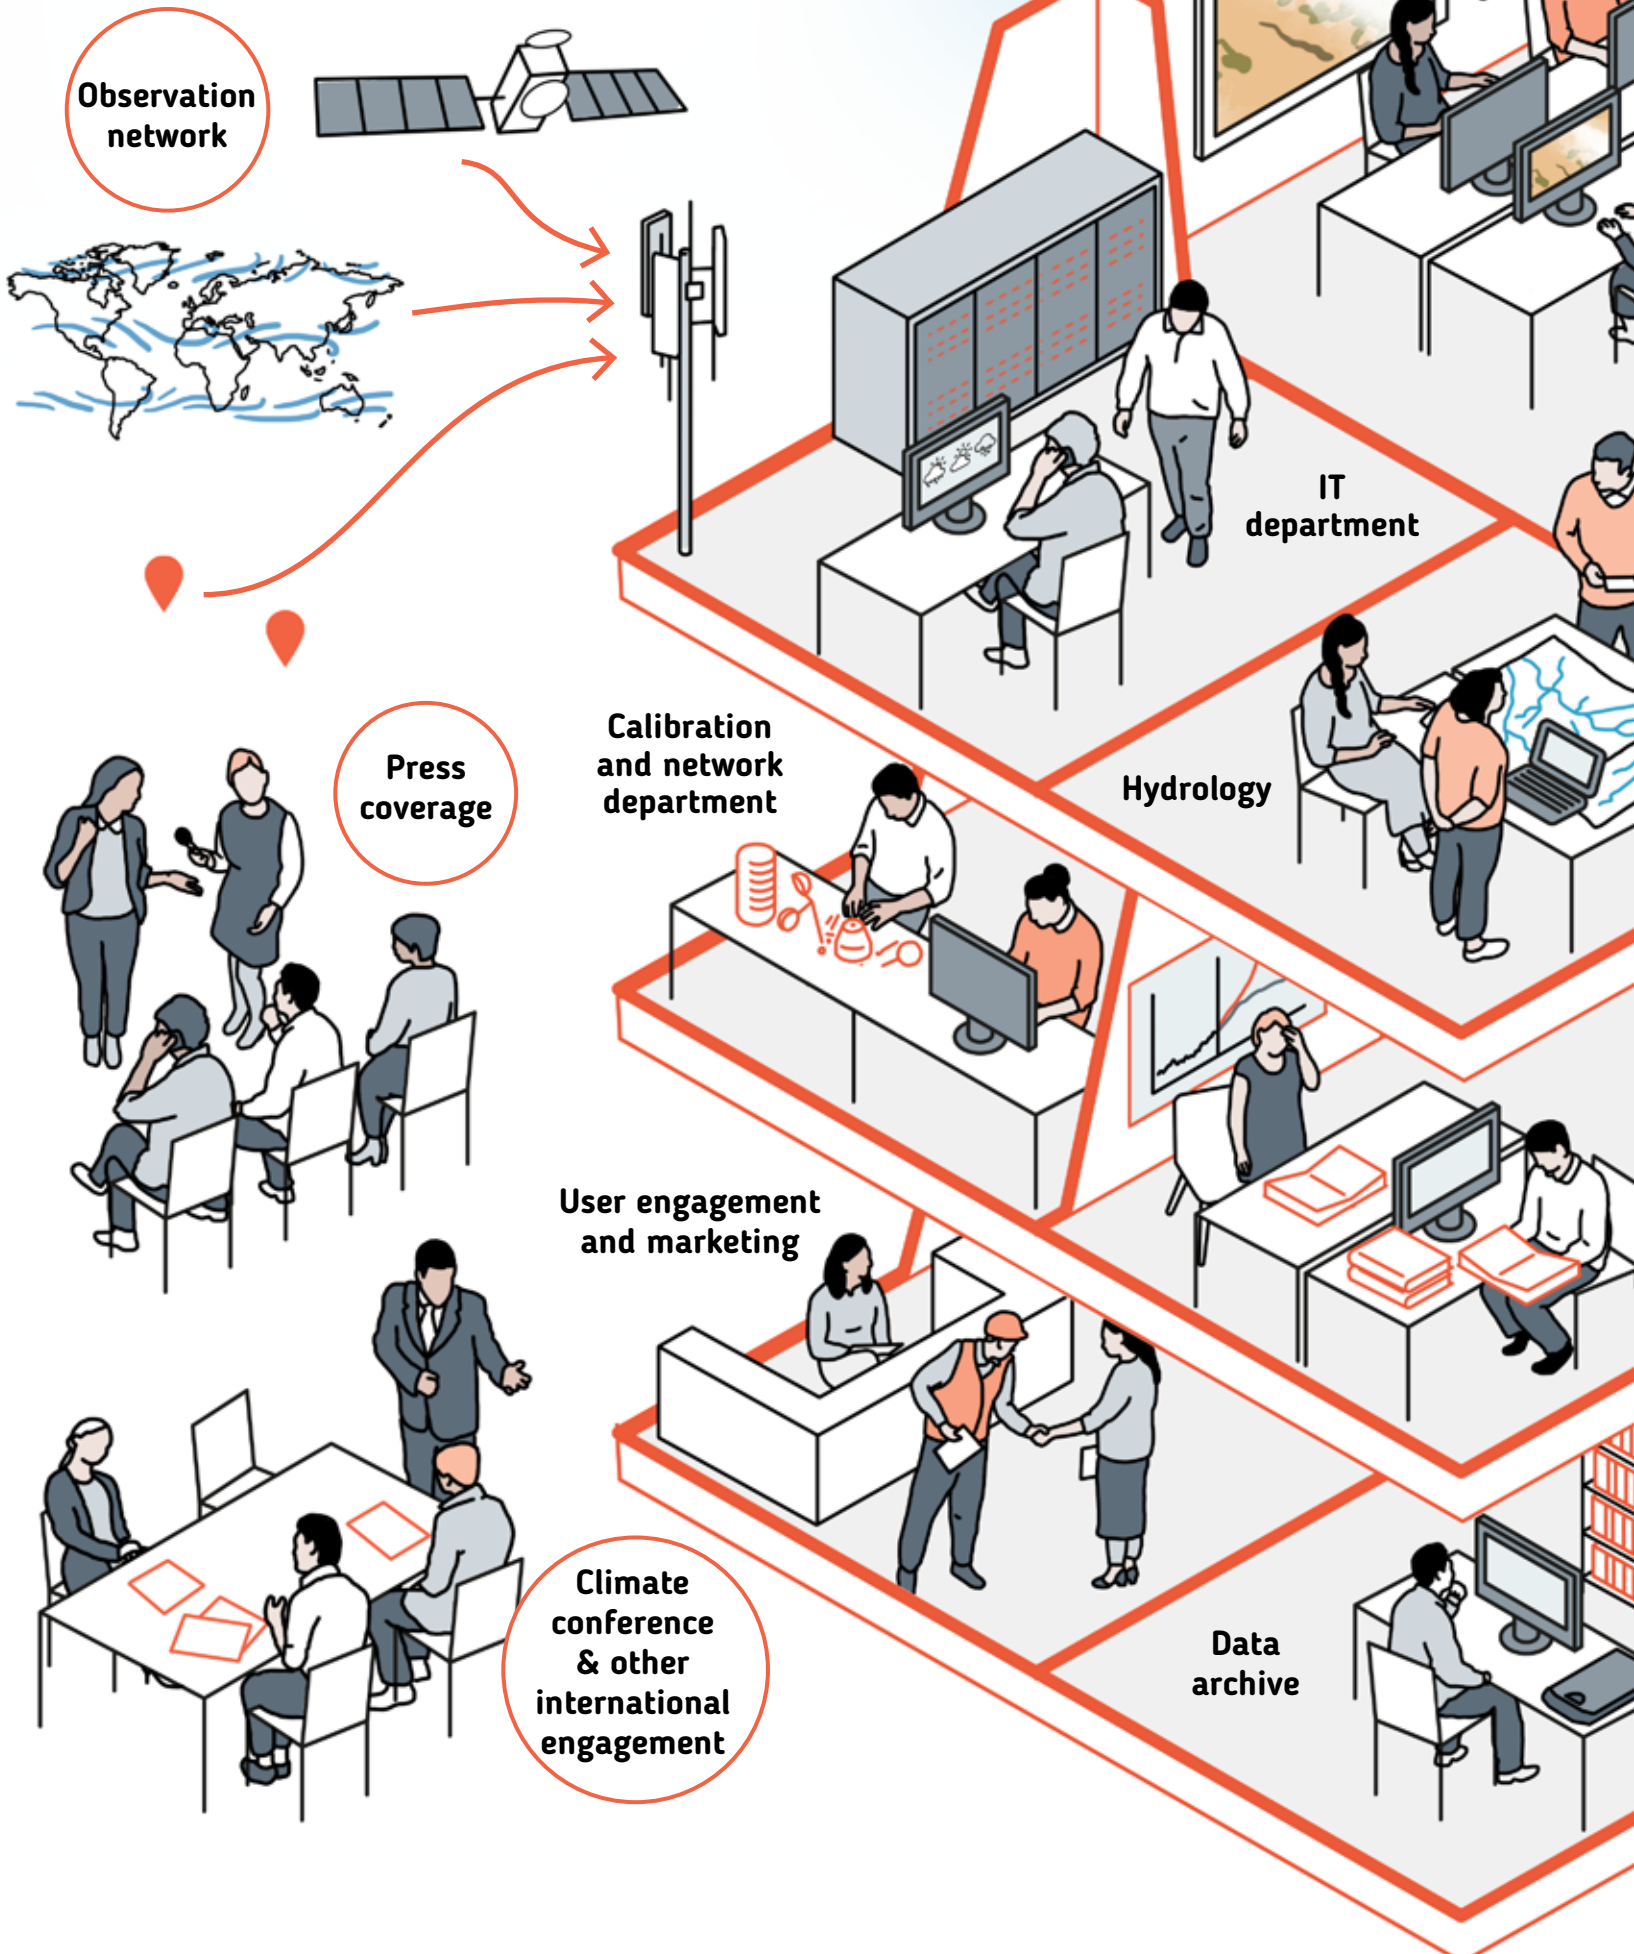 Observation
network
IT
department
Calibration
and network
department
Press
coverage
Hydrology
User engagement
and marketing
Climate
conference
& other
international
engagement
Data
archive